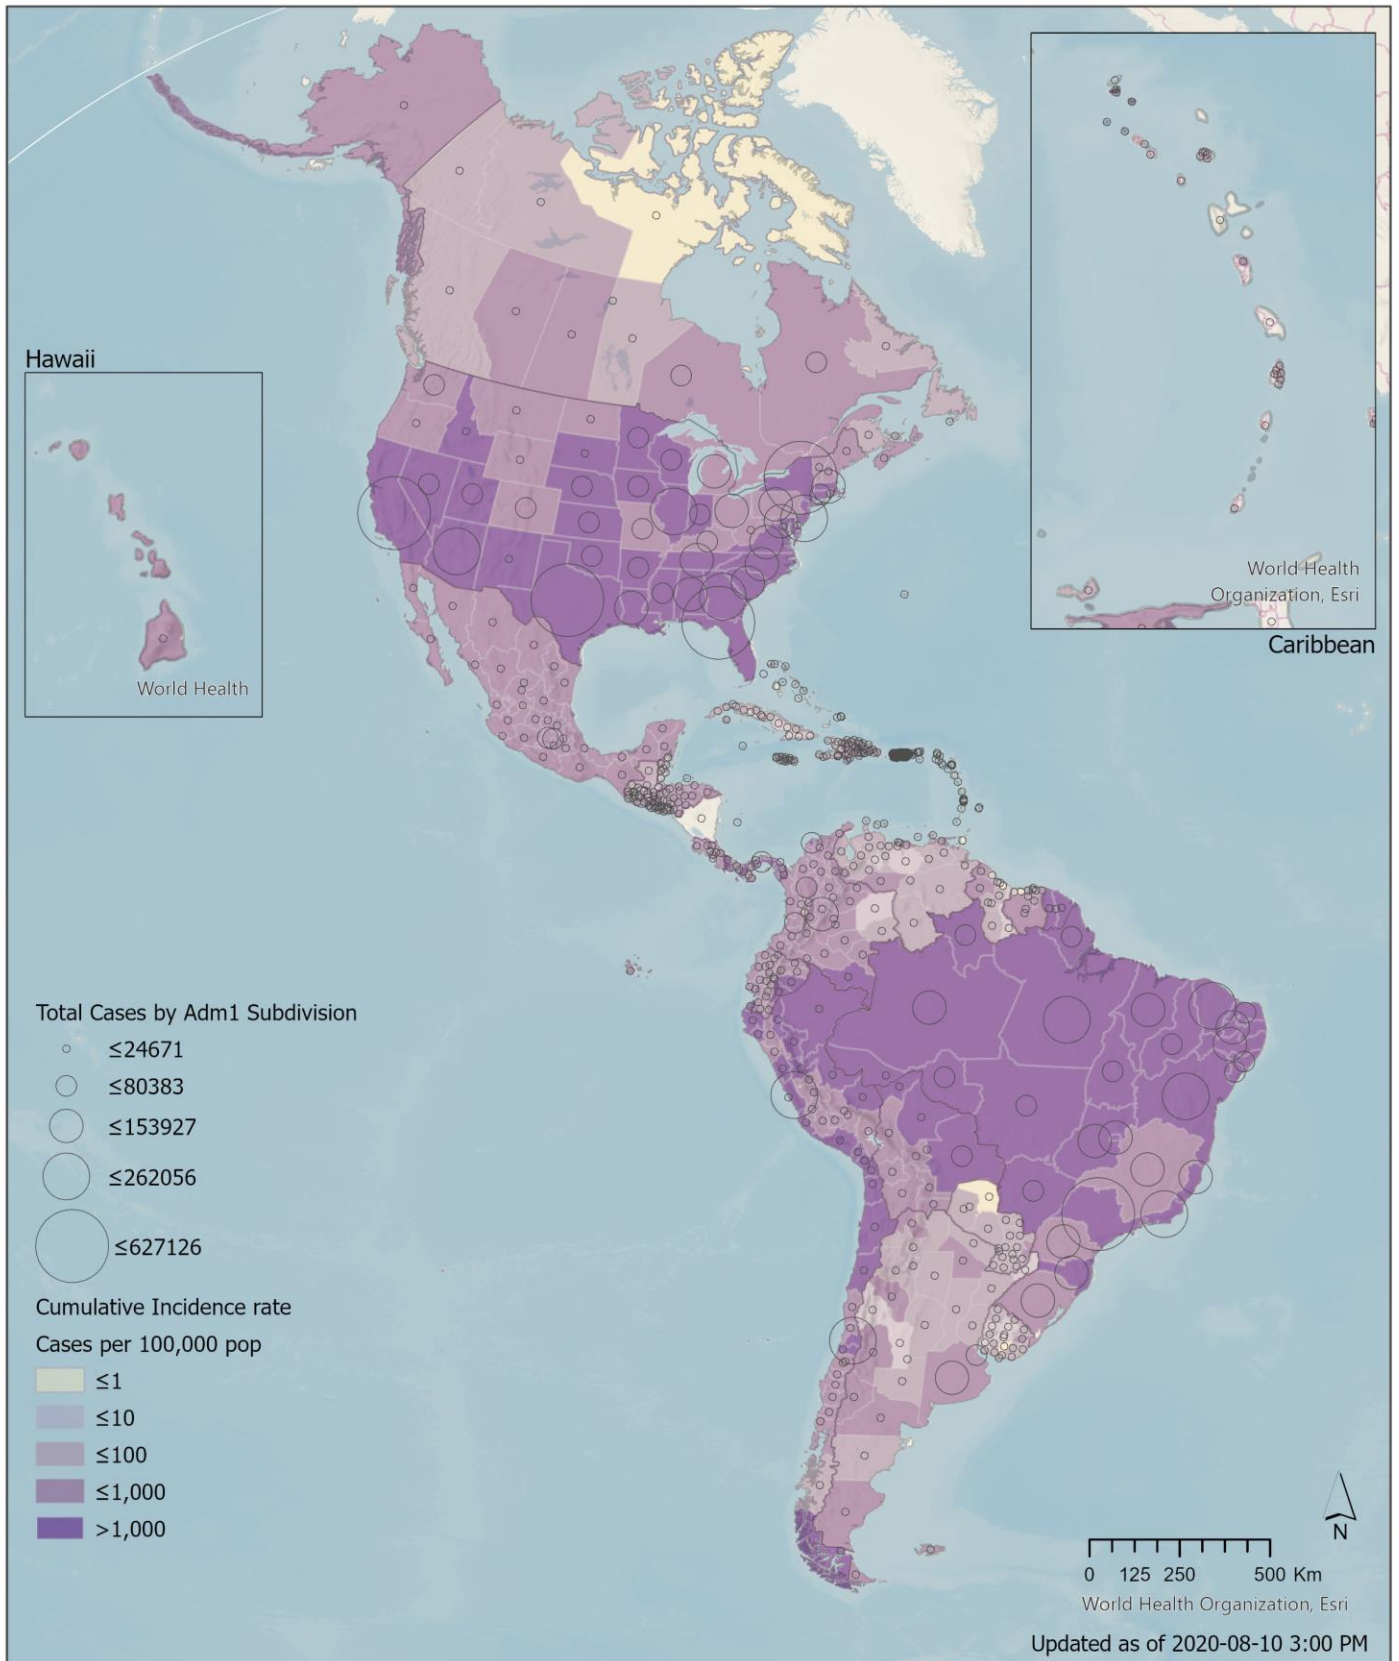 Hawaii
World Health
World Health
Organization, Esri
Caribbean
Total Cases by Adm1 Subdivision
≤24671
≤80383
≤153927
≤262056
≤627126
Cumulative Incidence rate
Cases per 100,000 pop
≤1
≤10
≤100
≤1,000
>1,000
N
0 125 250 500 Km
World Health Organization, Esri
Updated as of 2020-08-10 3:00 PM